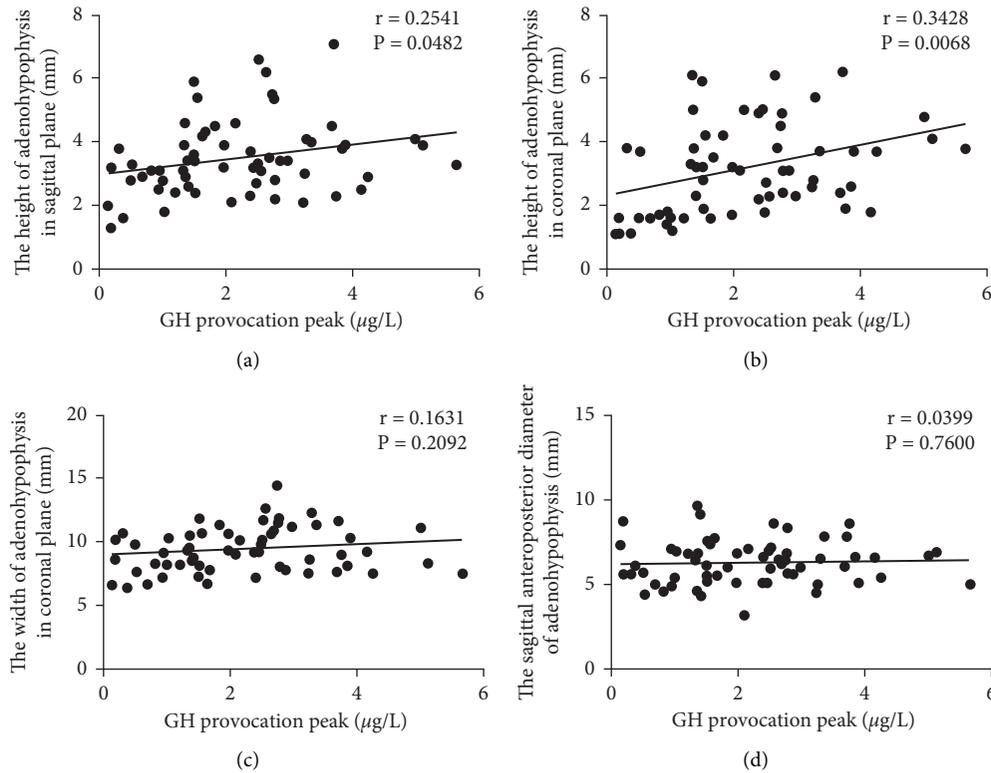 The height of adenohypophysis
in sagittal plane (mm)
8
6
4
2
0
0 2 4 6
r = 0.2541
P = 0.0482
GH provocation peak (μg/L)
(a)
The height of adenohypophysis
in coronal plane (mm)
8
6
4
2
0
0 2 4 6
r = 0.3428
P = 0.0068
GH provocation peak (μg/L)
(b)
The width of adenohypophysis
in coronal plane (mm)
20
15
10
5
0
0 2 4 6
r = 0.1631
P = 0.2092
GH provocation peak (μg/L)
(c)
The sagittal anteroposterior diameter
of adenohypophysis (mm)
15
10
5
0
0 2 4 6
r = 0.0399
P = 0.7600
GH provocation peak (μg/L)
(d)